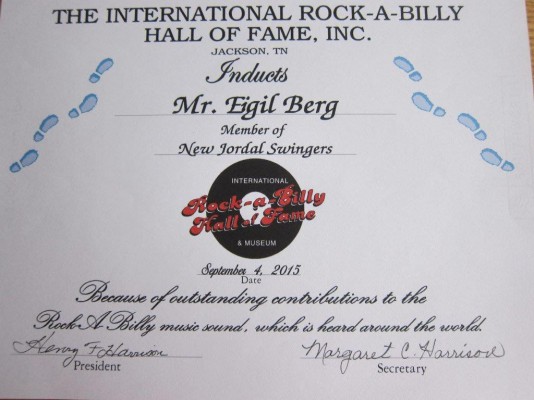 THE INTERNATIONAL ROCK-A-BILLY
HALL OF FAME, INC.
JACKSON, TN
Inducts
Mr. Egil Berg
Member of
New Jordal Swingers
INTERNATIONAL
Rock-a-Billy
Hall of Fame
& MUSEUM
September 4, 2015
Date
Because of outstanding contributions to the
Rock A Billy music sound, which is heard around the world.
Henry F Harrison
Margaret C. Harrison
President
Secretary